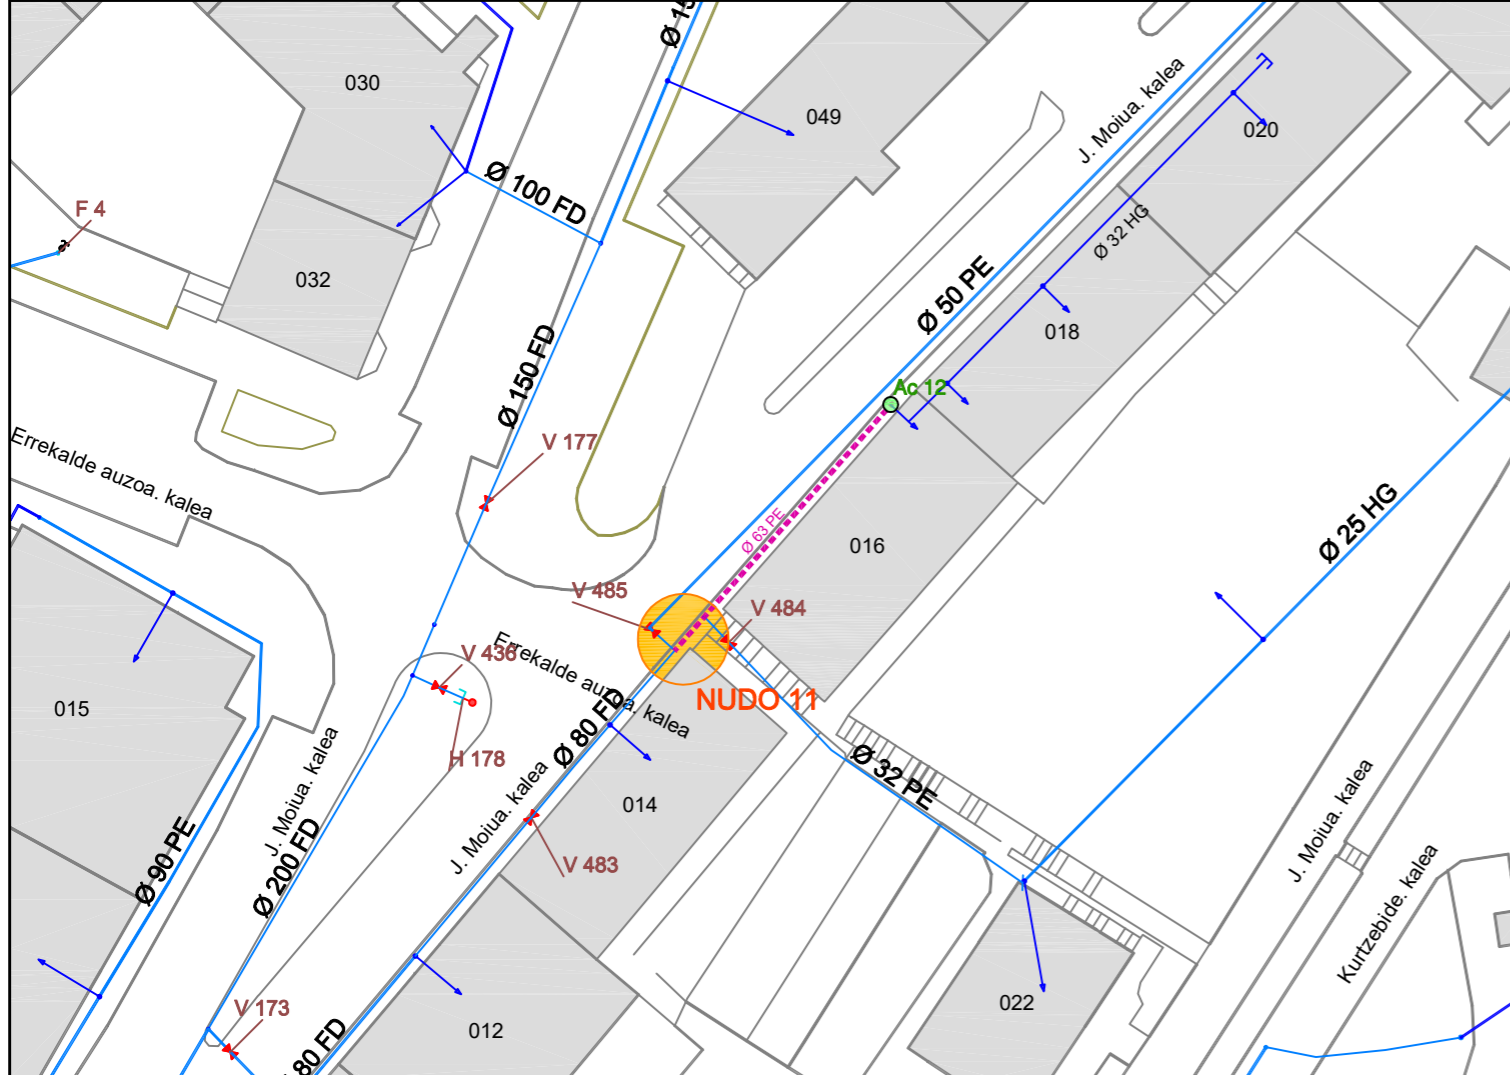 Ø 15
030
049
J. Moiua. kalea
020
Ø 100 FD
F 4
Ø 32 HG
032
Ø 50 PE
018
Ø 150 FD
Ac 12
Errekalde auzoa. kalea
V 177
Ø 63 PE
016
Ø 25 HG
V 485
V 484
Errekalde auzoa. kalea
V 436
NUDO 11
015
Ø 80 FD
H 178
Ø 32 PE
J. Moiua. kalea
J. Moiua. kalea
014
J. Moiua. kalea
V 483
Ø 90 PE
Ø 200 FD
Kurtzebide. kalea
V 173
022
012
80 FD